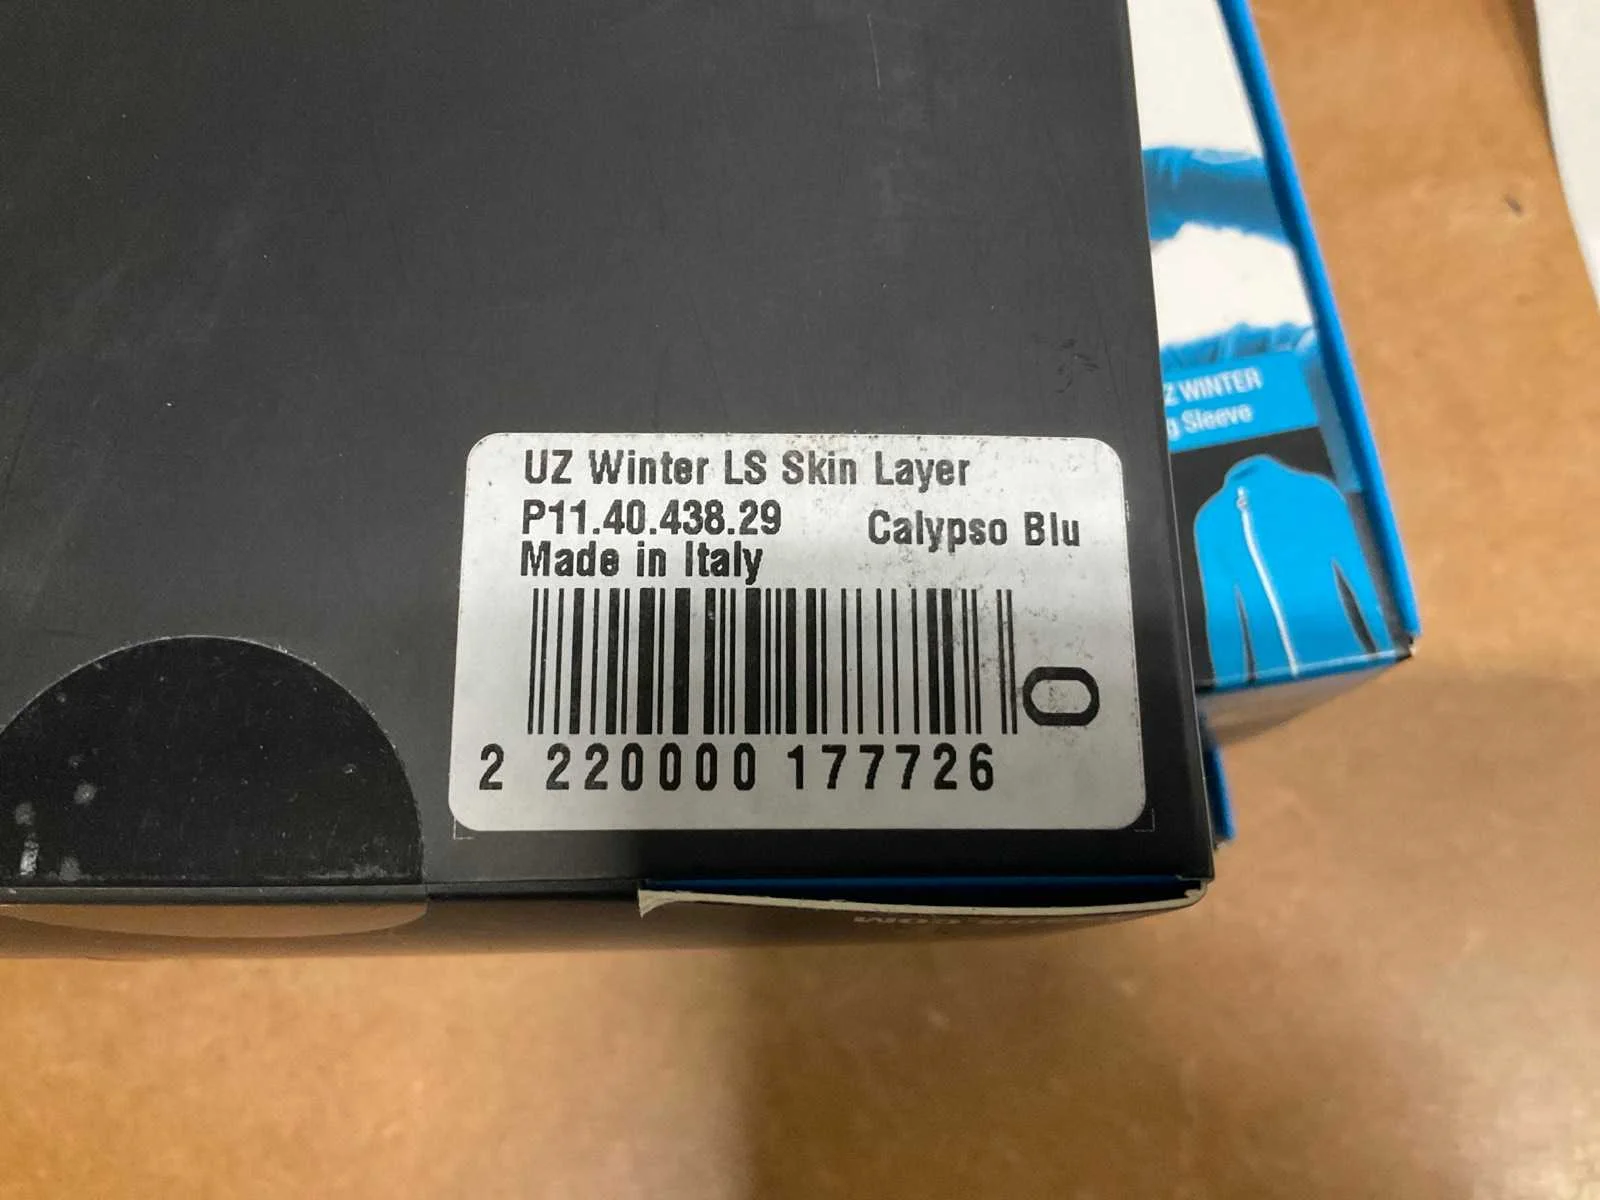 UZ Winter LS Skin Layer
P11.40.438.29
Calypso Blu
Made in Italy
0
2 220000 177726
Z WINTER
g Sleeve